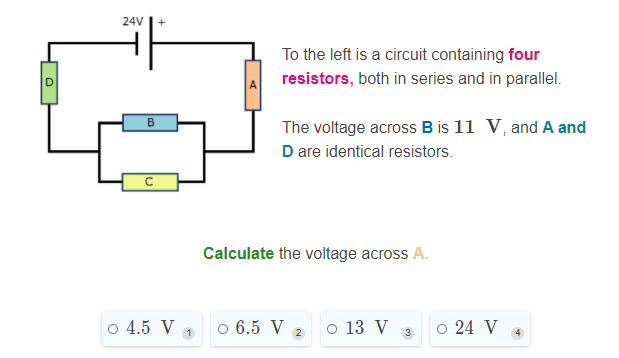 24V +
To the left is a circuit containing four
D
A
resistors, both in series and in parallel.
B
The voltage across B is 11 V, and A and
D are identical resistors.
C
Calculate the voltage across A.
4.5 V 1 6.5 V 2 13 V 3 24 V 4